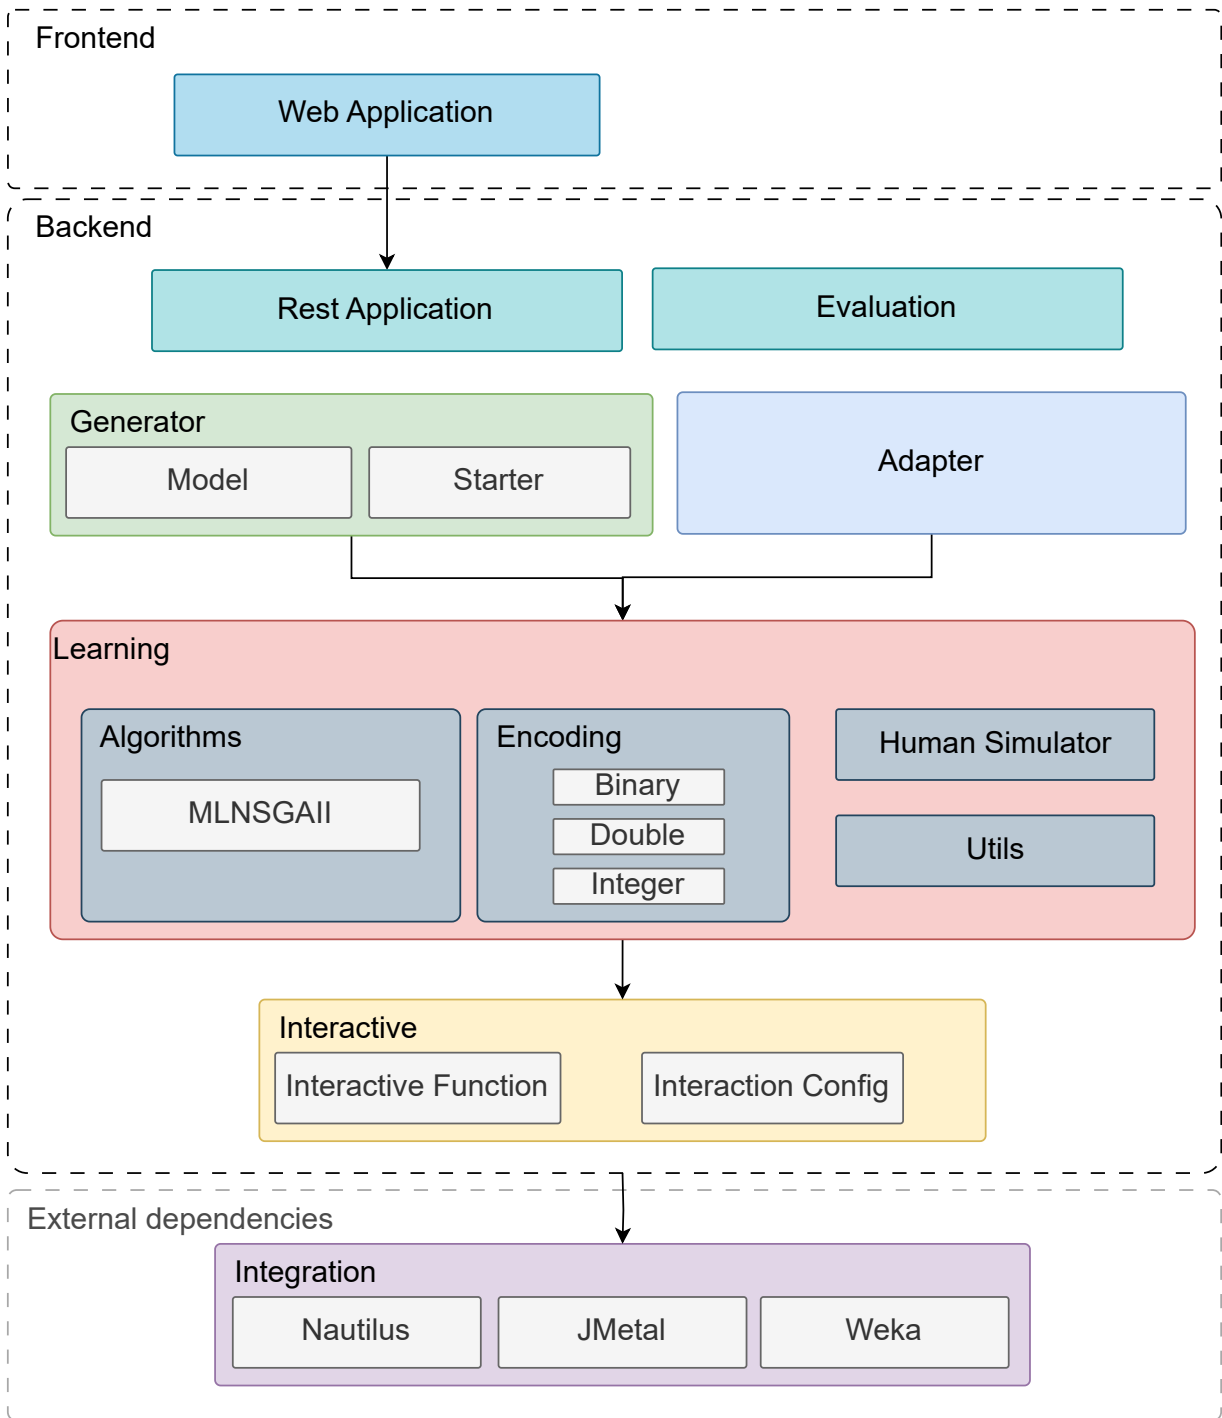 Frontend
Web Application
Backend
Rest Application
Evaluation
Generator
Model
Starter
Adapter
Learning
Algorithms
MLNSGAII
Encoding
Binary
Double
Integer
Human Simulator
Utils
Interactive
Interactive Function
Interaction Config
External dependencies
Integration
Nautilus
JMetal
Weka